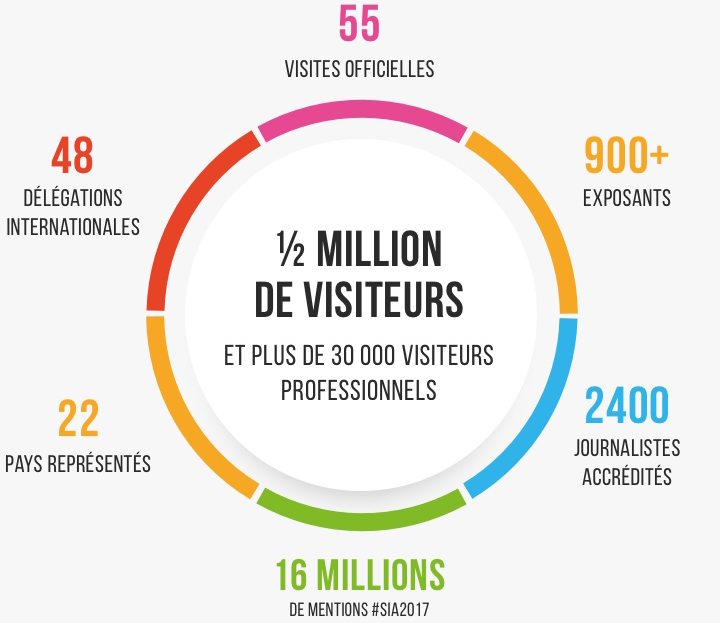 55
VISITES OFFICIELLES
48
DÉLÉGATIONS
INTERNATIONALES
900+
EXPOSANTS
½ MILLION
DE VISITEURS
ET PLUS DE 30 000 VISITEURS
PROFESSIONNELS
22
PAYS REPRÉSENTÉS
2400
JOURNALISTES
ACCRÉDITÉS
16 MILLIONS
DE MENTIONS #SIA2017